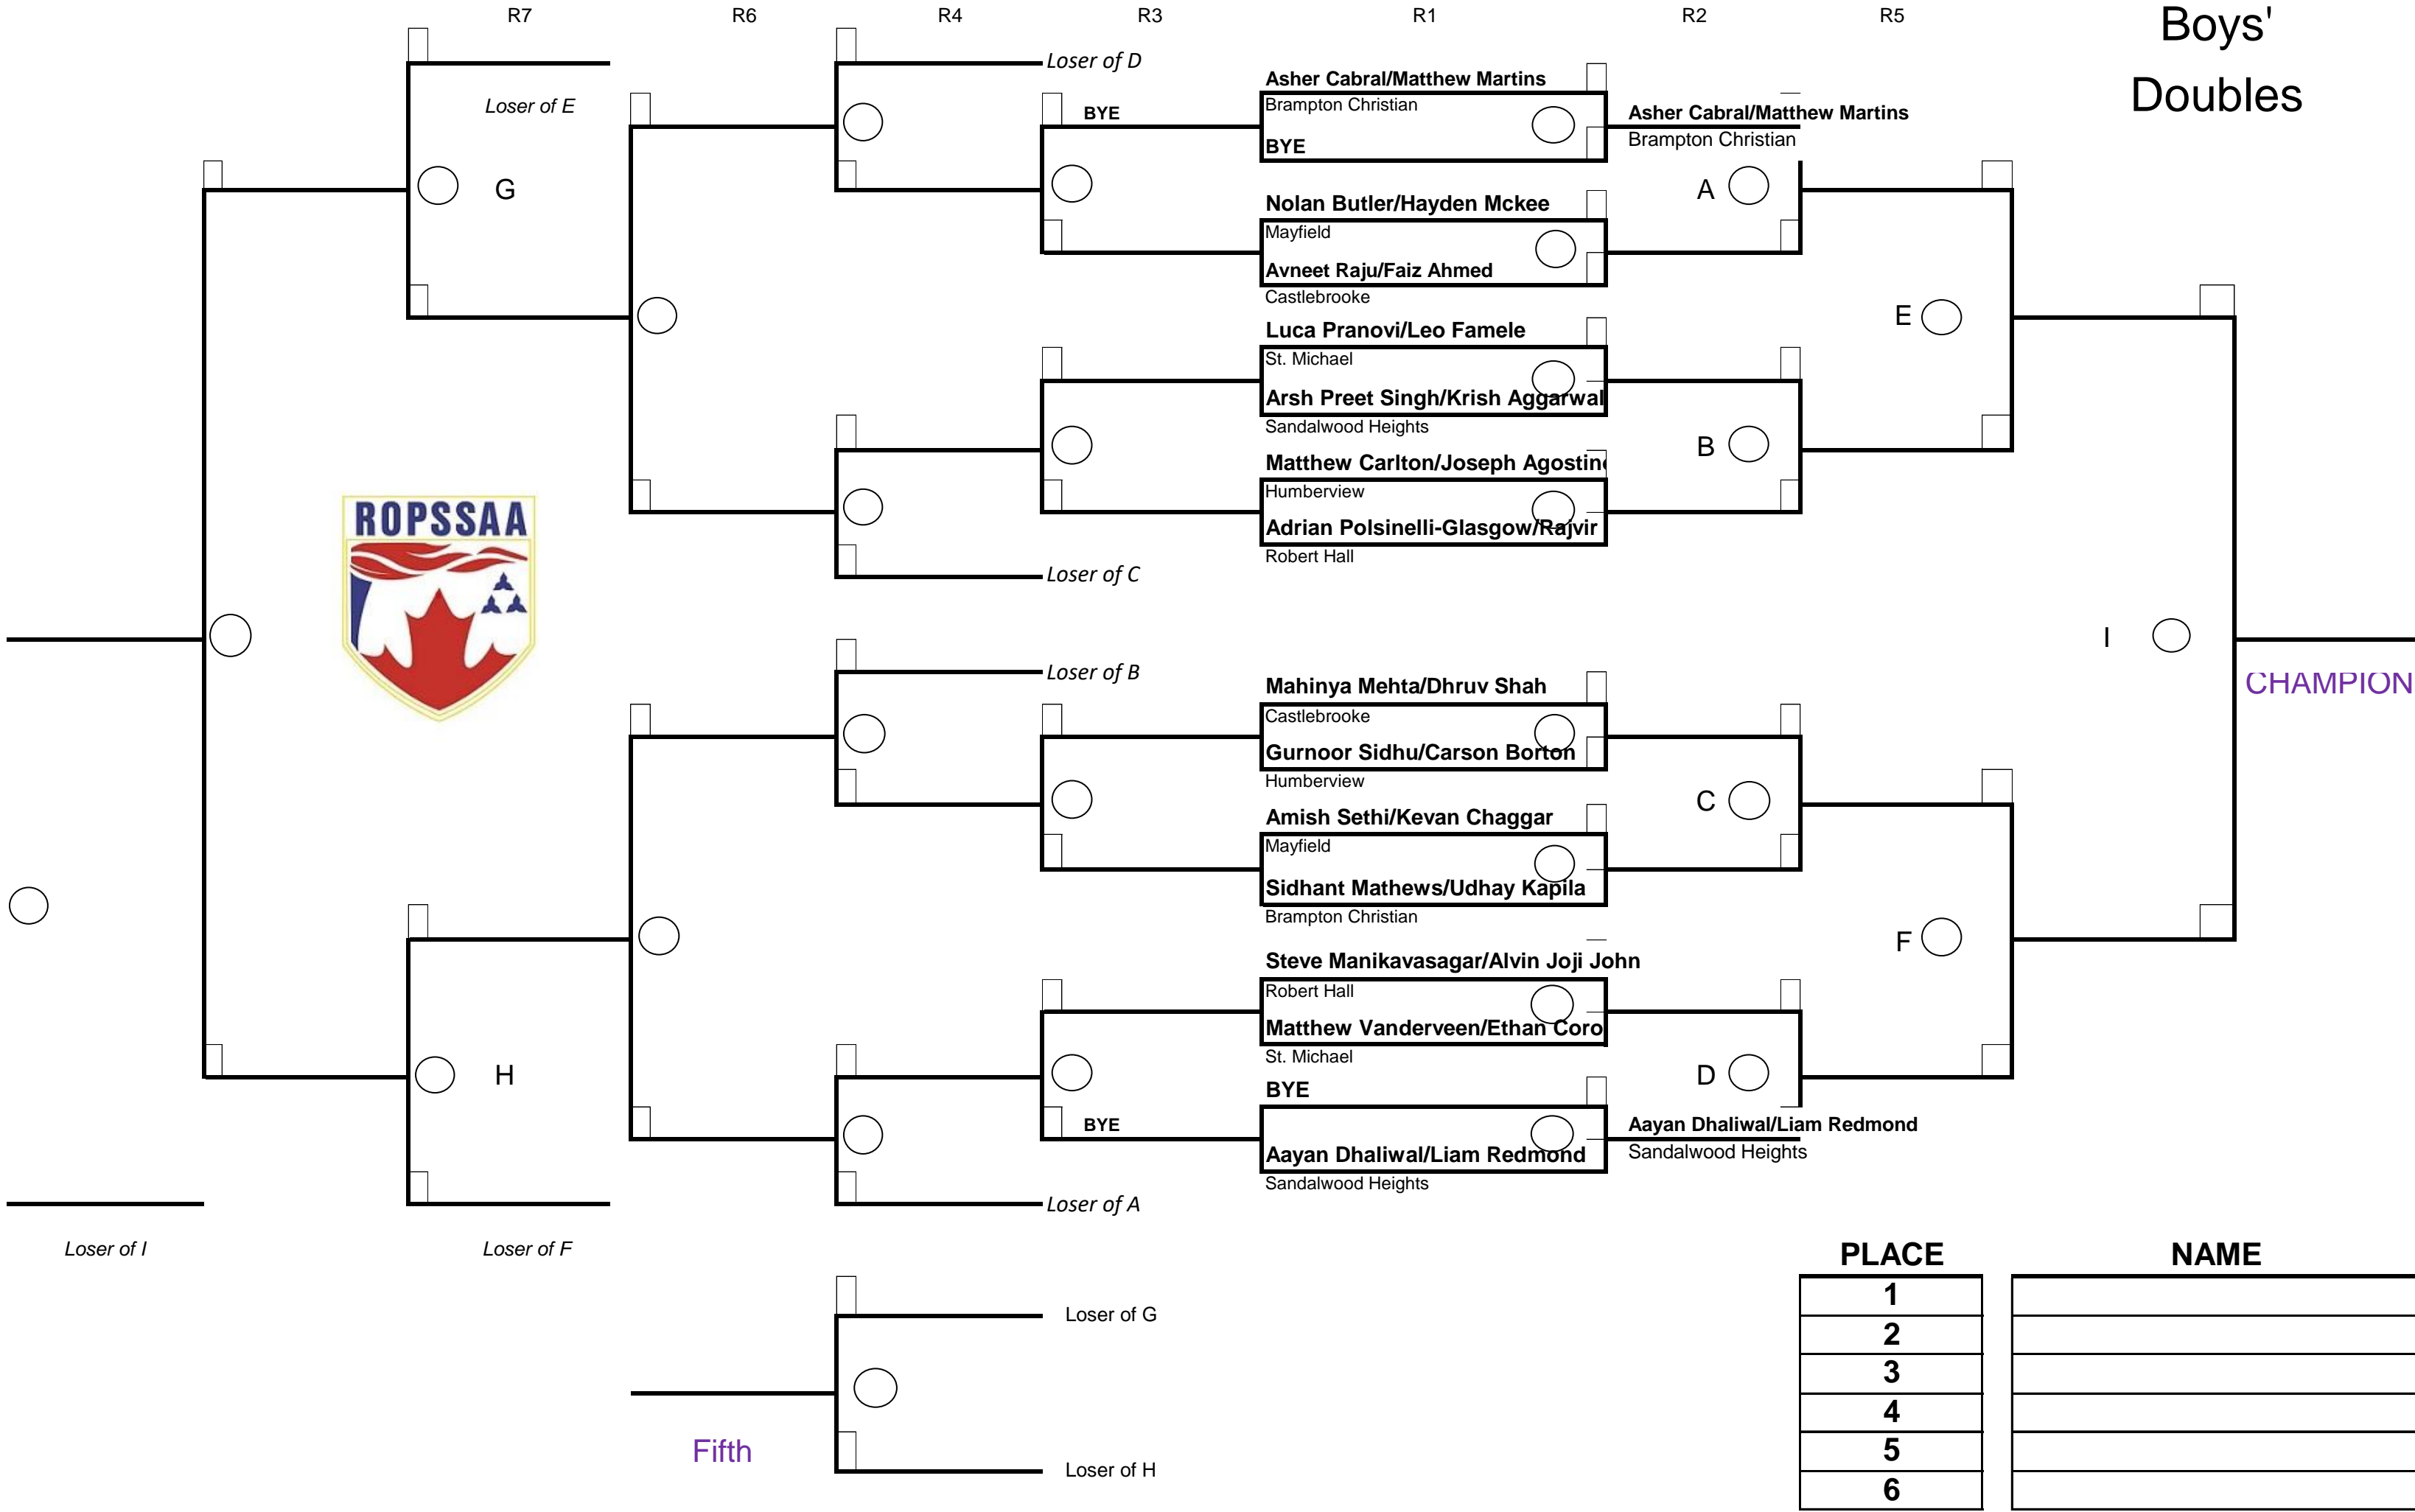 R7 R6 R4 R3 R1 R2 R5
Boys'
Doubles
Loser of D
Loser of E
BYE
Asher Cabral/Matthew Martins
Brampton Christian
BYE
Asher Cabral/Matthew Martins
Brampton Christian
G
A
Nolan Butler/Hayden Mckee
Mayfield
Avneet Raju/Faiz Ahmed
Castlebrooke
E
Luca Pranovi/Leo Famele
St. Michael
Arsh Preet Singh/Krish Aggarwal
Sandalwood Heights
B
Matthew Carlton/Joseph Agostin
Humberview
Adrian Polsinelli-Glasgow/Rajvir
Robert Hall
ROPSSAA
Loser of C
I
CHAMPION
Loser of B
Mahinya Mehta/Dhruv Shah
Castlebrooke
Gurnoor Sidhu/Carson Borton
Humberview
C
Amish Sethi/Kevan Chaggar
Mayfield
Sidhant Mathews/Udhay Kapila
Brampton Christian
F
Steve Manikavasagar/Alvin Joji John
Robert Hall
Matthew Vanderveen/Ethan Coro
St. Michael
H
D
BYE
BYE
Aayan Dhaliwal/Liam Redmond
Sandalwood Heights
Aayan Dhaliwal/Liam Redmond
Sandalwood Heights
Loser of A
Loser of I
Loser of F
Loser of G
Fifth
Loser of H
PLACE NAME
1
2
3
4
5
6